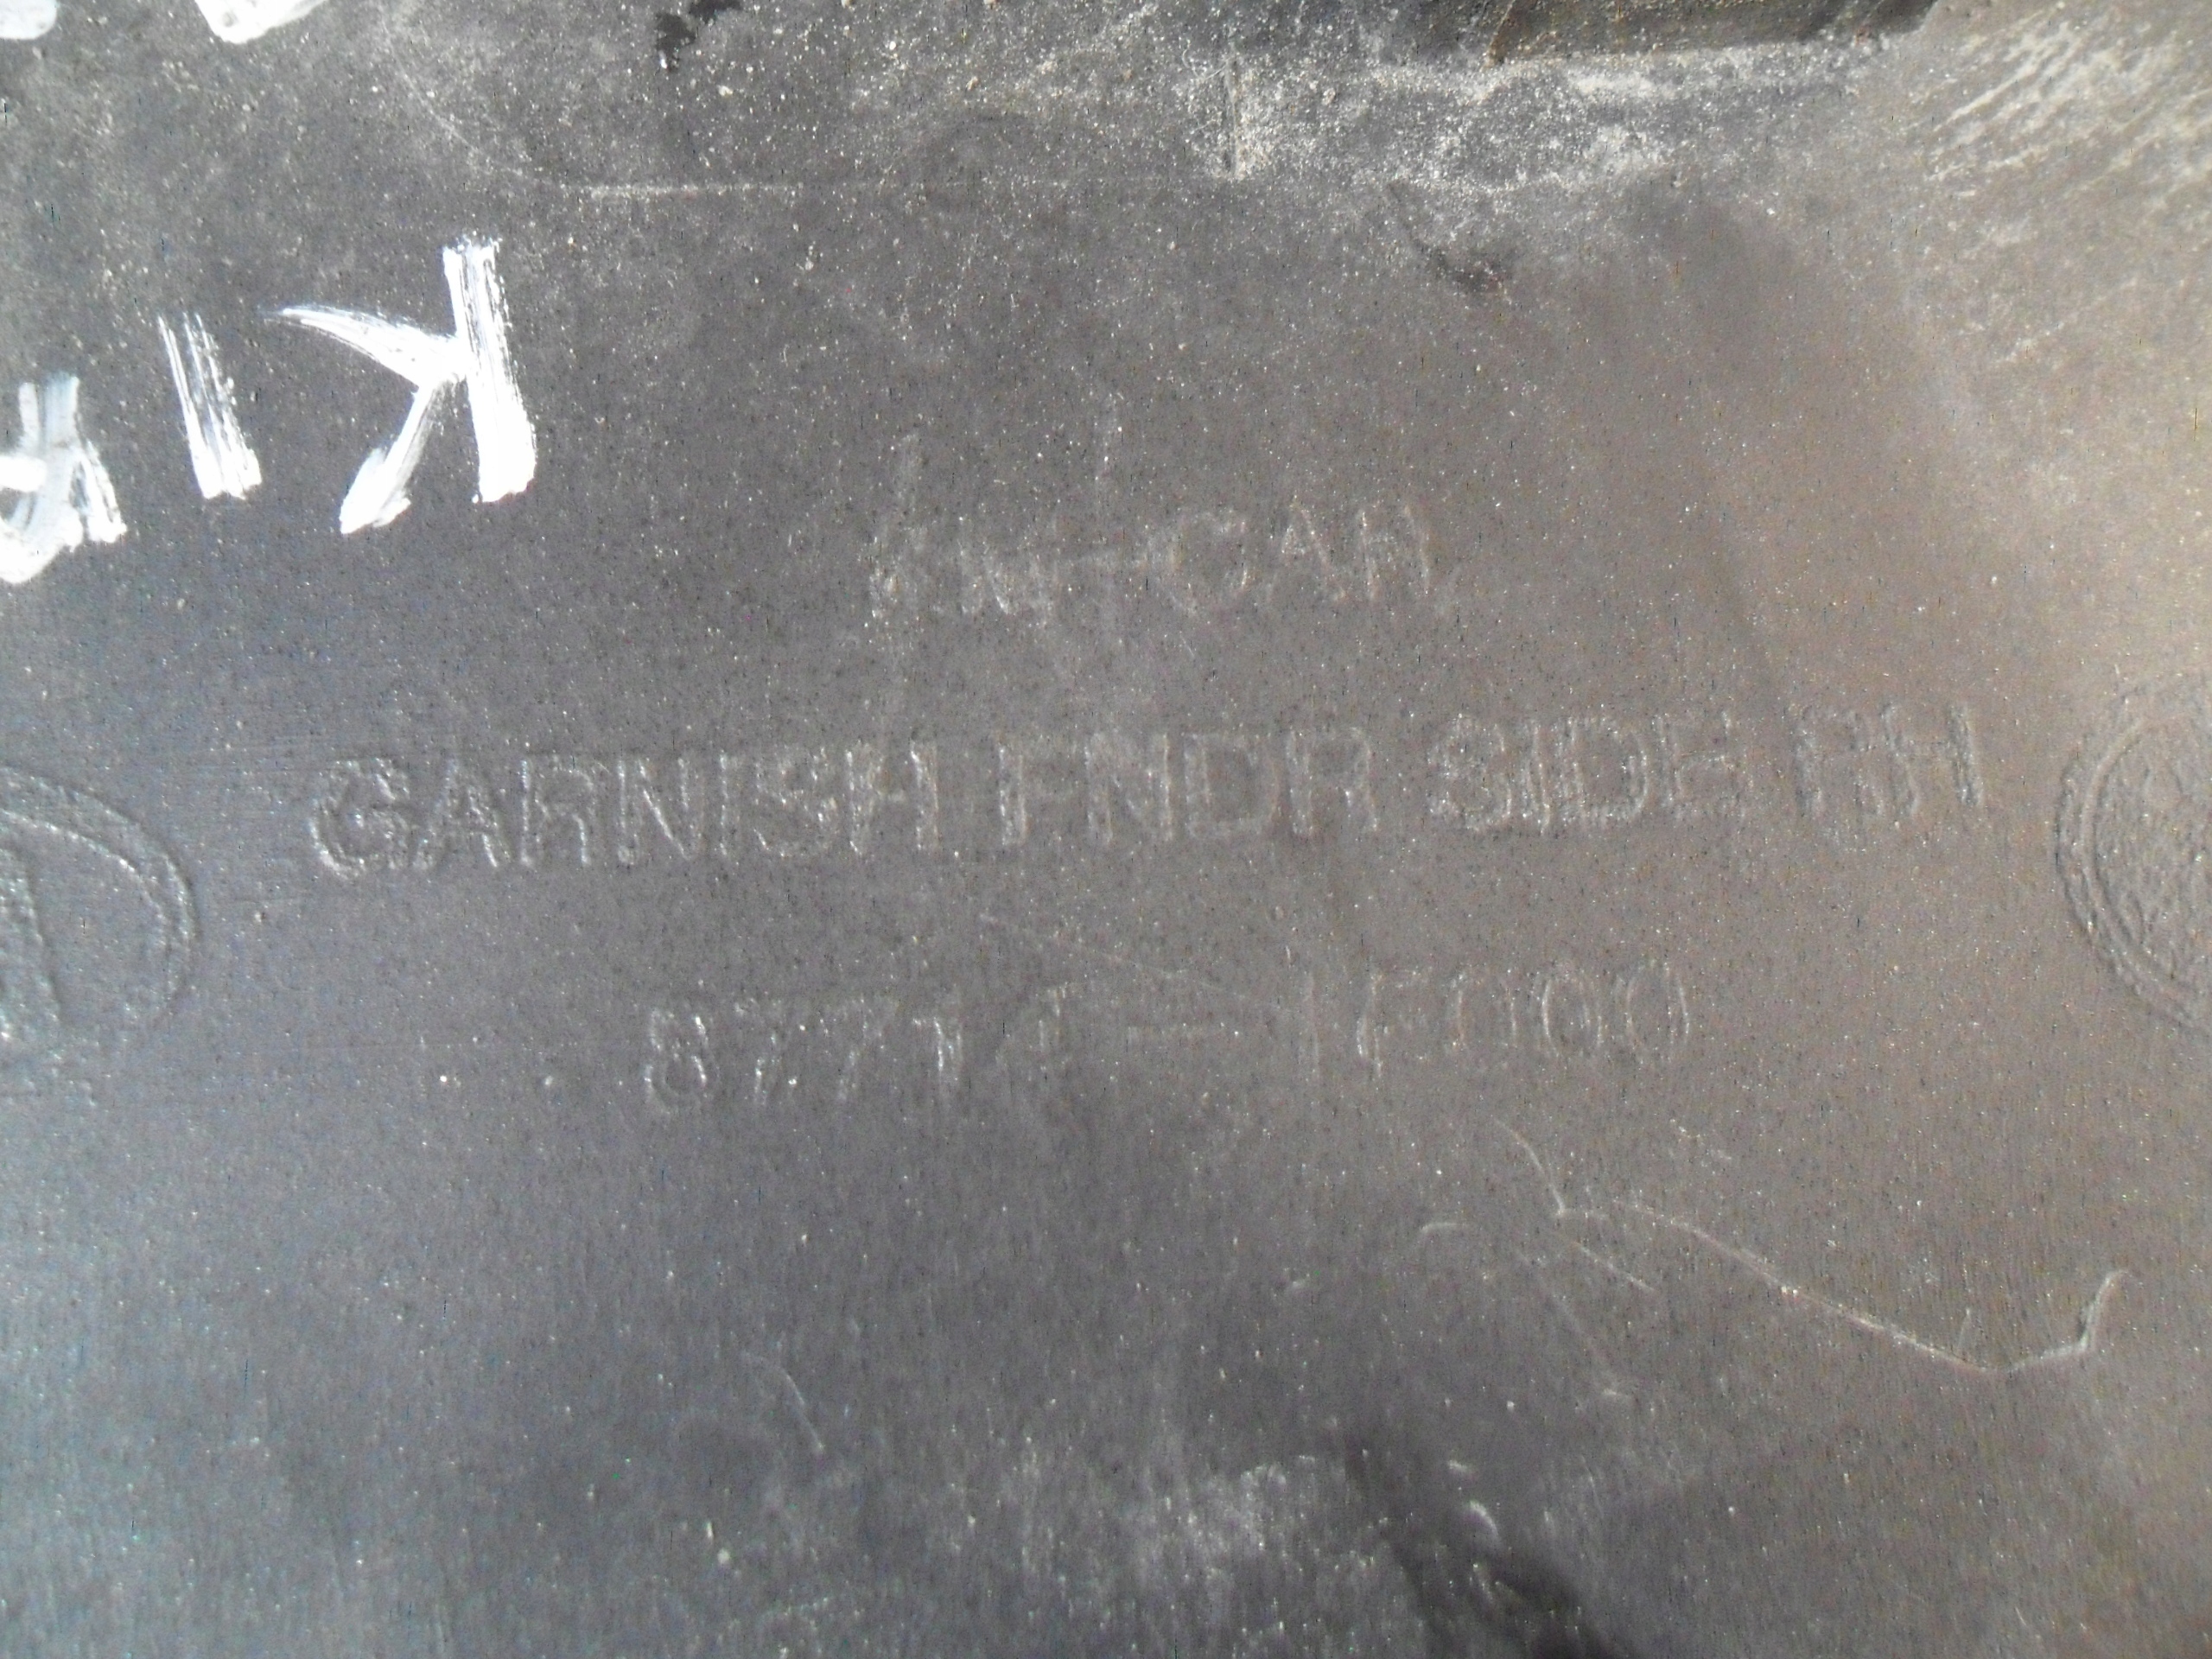 KIA
GARNISH FNDR SIDE RH
87714-1F000